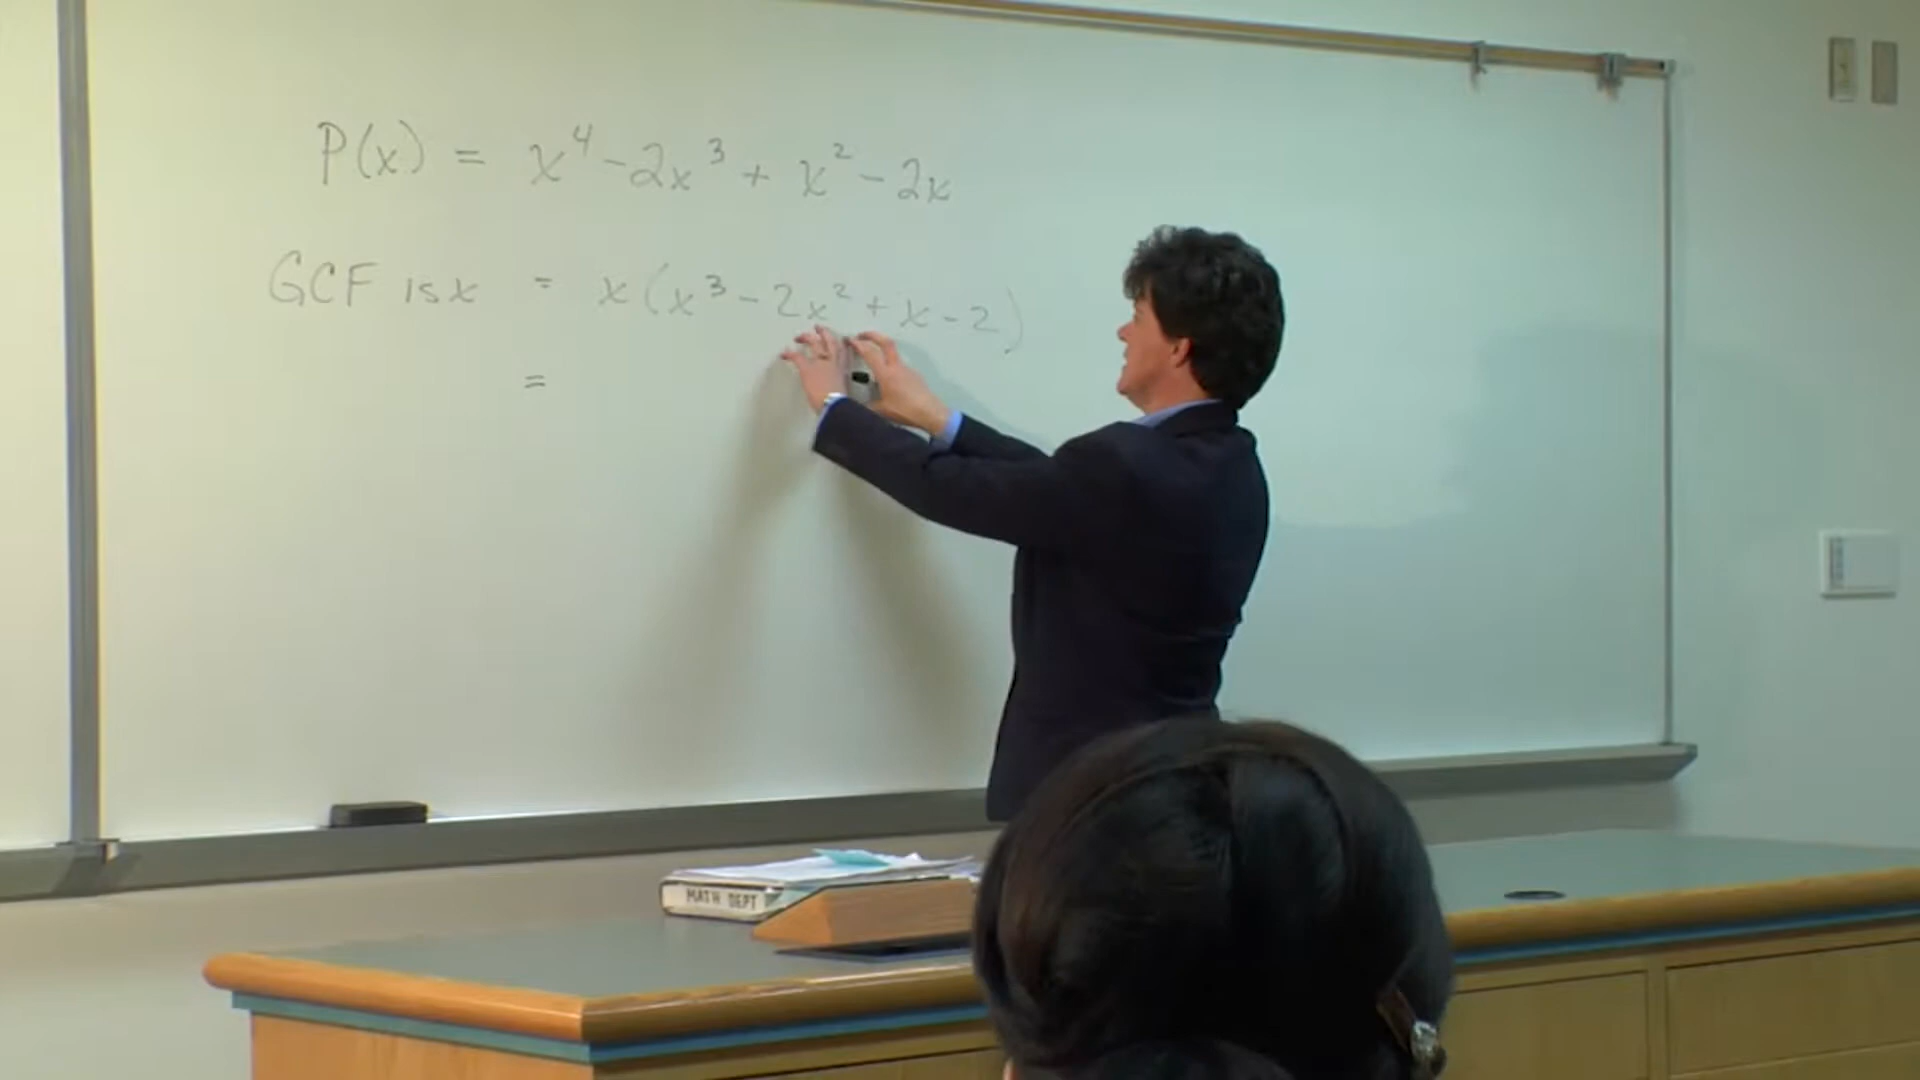 P(x) = x⁴ - 2x³ + x² - 2x
GCF is x = x(x³ - 2x² + x - 2)
=
MATH DEPT